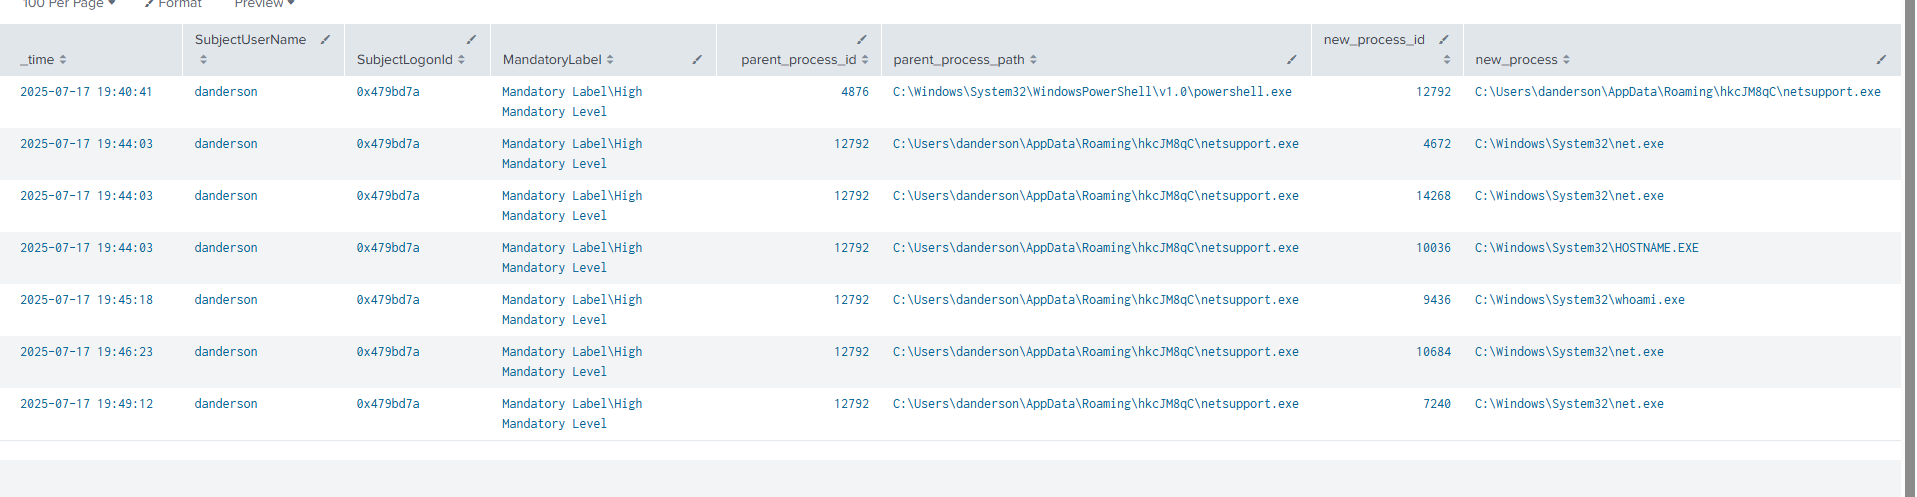 100 Per Page Format Preview
SubjectUserName new_process_id
_time SubjectLogonId MandatoryLabel parent_process_id parent_process_path new_process
2025-07-17 19:40:41 danderson 0x479bd7a Mandatory Label\High 4876 C:\Windows\System32\WindowsPowerShell\v1.0\powershell.exe 12792 C:\Users\danderson\AppData\Roaming\hkcJM8qC\netsupport.exe
Mandatory Level
2025-07-17 19:44:03 danderson 0x479bd7a Mandatory Label\High 12792 C:\Users\danderson\AppData\Roaming\hkcJM8qC\netsupport.exe 4672 C:\Windows\System32\net.exe
Mandatory Level
2025-07-17 19:44:03 danderson 0x479bd7a Mandatory Label\High 12792 C:\Users\danderson\AppData\Roaming\hkcJM8qC\netsupport.exe 14268 C:\Windows\System32\net.exe
Mandatory Level
2025-07-17 19:44:03 danderson 0x479bd7a Mandatory Label\High 12792 C:\Users\danderson\AppData\Roaming\hkcJM8qC\netsupport.exe 10036 C:\Windows\System32\HOSTNAME.EXE
Mandatory Level
2025-07-17 19:45:18 danderson 0x479bd7a Mandatory Label\High 12792 C:\Users\danderson\AppData\Roaming\hkcJM8qC\netsupport.exe 9436 C:\Windows\System32\whoami.exe
Mandatory Level
2025-07-17 19:46:23 danderson 0x479bd7a Mandatory Label\High 12792 C:\Users\danderson\AppData\Roaming\hkcJM8qC\netsupport.exe 10684 C:\Windows\System32\net.exe
Mandatory Level
2025-07-17 19:49:12 danderson 0x479bd7a Mandatory Label\High 12792 C:\Users\danderson\AppData\Roaming\hkcJM8qC\netsupport.exe 7240 C:\Windows\System32\net.exe
Mandatory Level